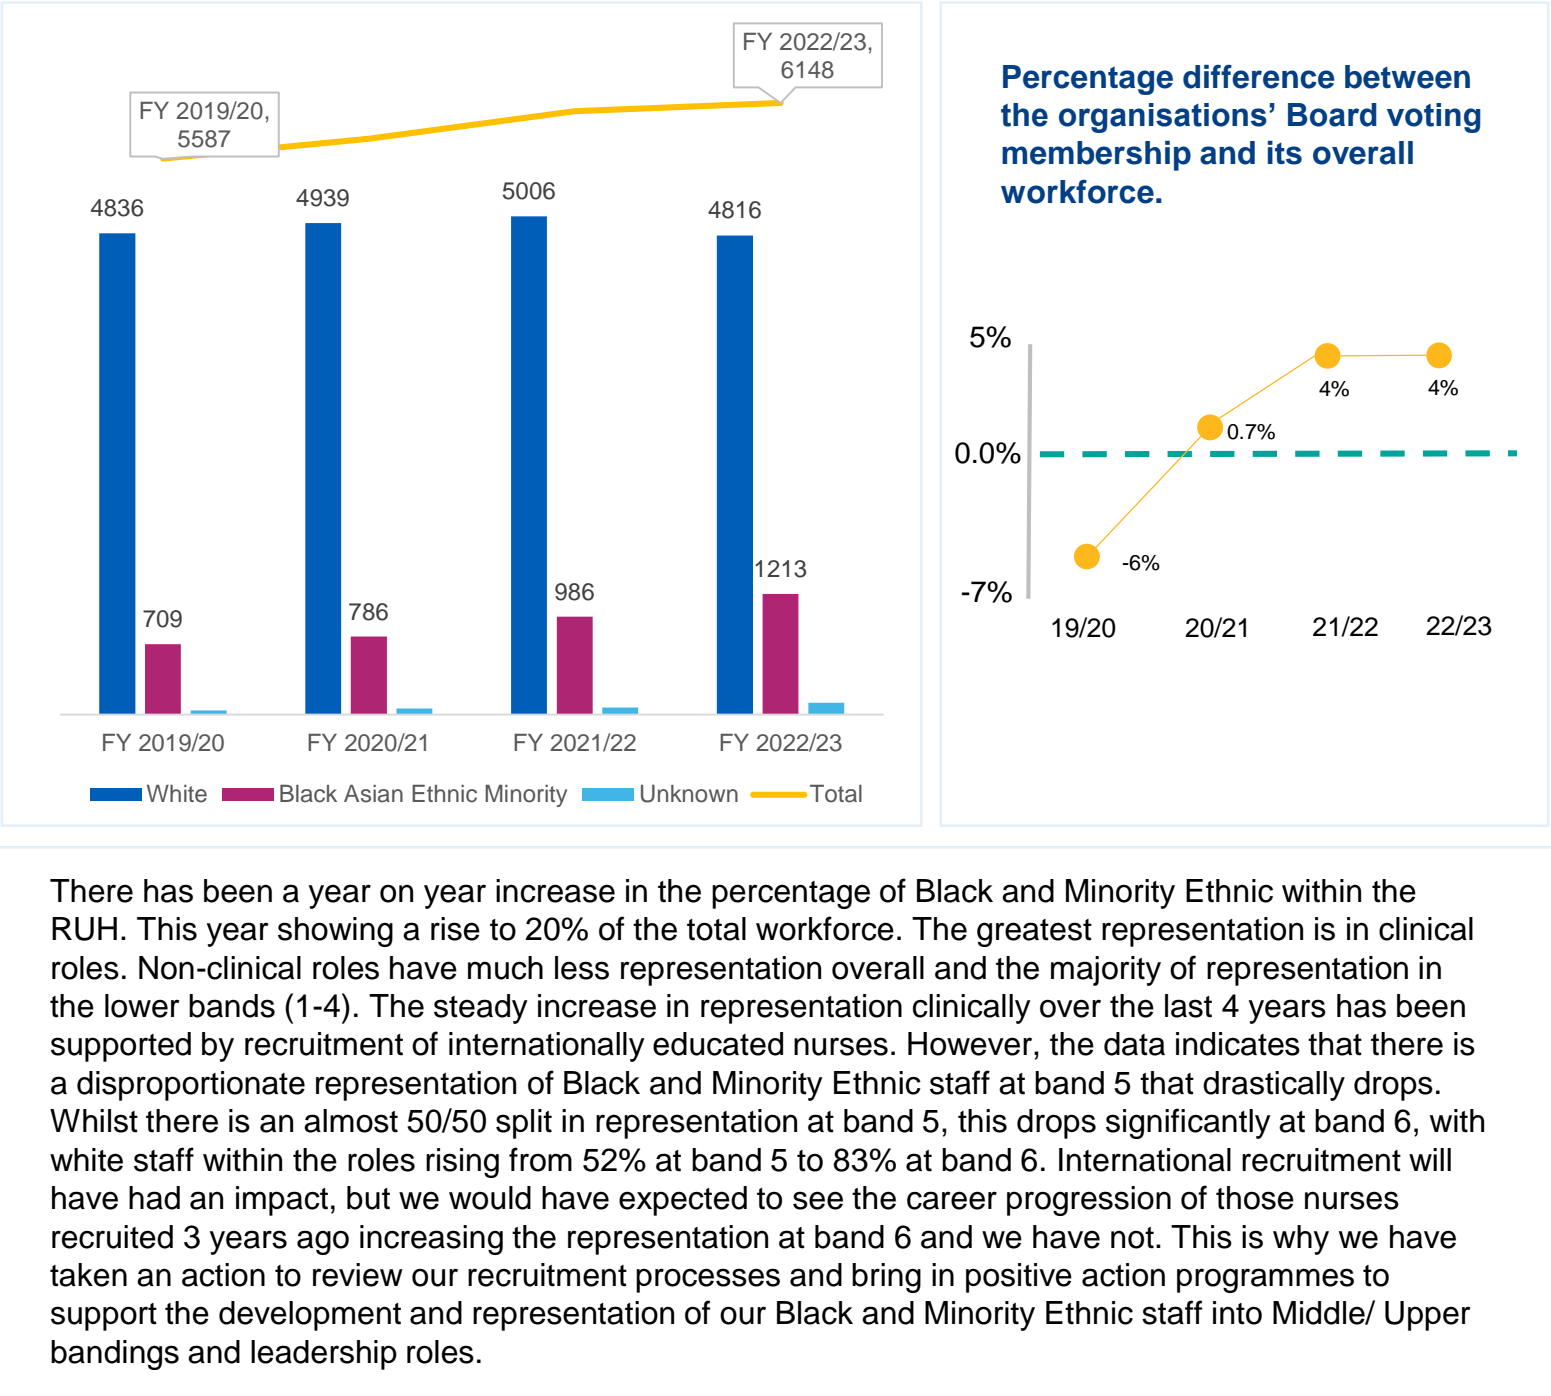 FY 2019/20,
5587
FY 2022/23,
6148
4836
709
4939
786
5006
986
4816
1213
FY 2019/20
FY 2020/21
FY 2021/22
FY 2022/23
White
Black Asian Ethnic Minority
Unknown
Total
Percentage difference between
the organisations’ Board voting
membership and its overall
workforce.
5%
0.0%
-7%
-6%
0.7%
4%
4%
19/20
20/21
21/22
22/23
There has been a year on year increase in the percentage of Black and Minority Ethnic within the
RUH. This year showing a rise to 20% of the total workforce. The greatest representation is in clinical
roles. Non-clinical roles have much less representation overall and the majority of representation in
the lower bands (1-4). The steady increase in representation clinically over the last 4 years has been
supported by recruitment of internationally educated nurses. However, the data indicates that there is
a disproportionate representation of Black and Minority Ethnic staff at band 5 that drastically drops.
Whilst there is an almost 50/50 split in representation at band 5, this drops significantly at band 6, with
white staff within the roles rising from 52% at band 5 to 83% at band 6. International recruitment will
have had an impact, but we would have expected to see the career progression of those nurses
recruited 3 years ago increasing the representation at band 6 and we have not. This is why we have
taken an action to review our recruitment processes and bring in positive action programmes to
support the development and representation of our Black and Minority Ethnic staff into Middle/ Upper
bandings and leadership roles.